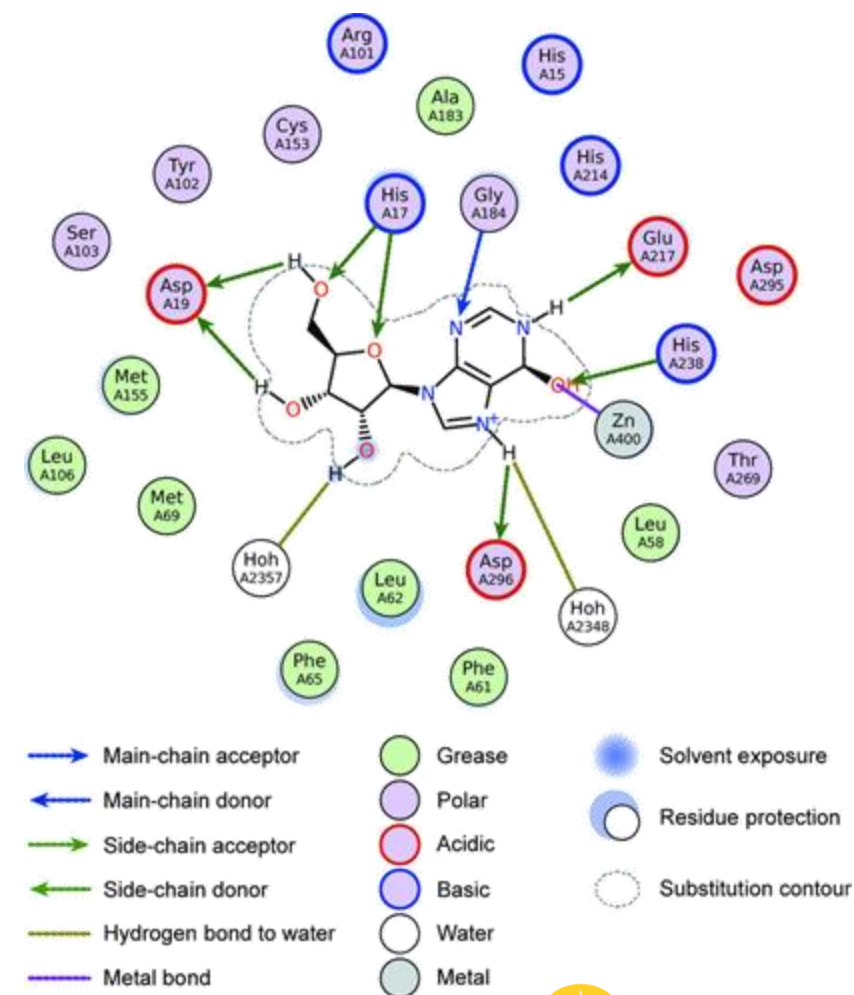 Arg
A101
His
A15
Ala
A183
Cys
A153
His
A214
Tyr
A102
His
A17
Gly
A184
Ser
A103
Glu
A217
Asp
A295
Asp
A19
H
O
H
N
N
O
His
A238
Met
A155
H
O
N
OH
Zn
A400
N+
O
H
H
Leu
A106
Thr
A269
Met
A69
Leu
A58
Hoh
A2357
Asp
A296
Leu
A62
Hoh
A2348
Phe
A65
Phe
A61
Main-chain acceptor
Grease
Solvent exposure
Main-chain donor
Polar
Residue protection
Side-chain acceptor
Acidic
Side-chain donor
Basic
Substitution contour
Hydrogen bond to water
Water
Metal bond
Metal